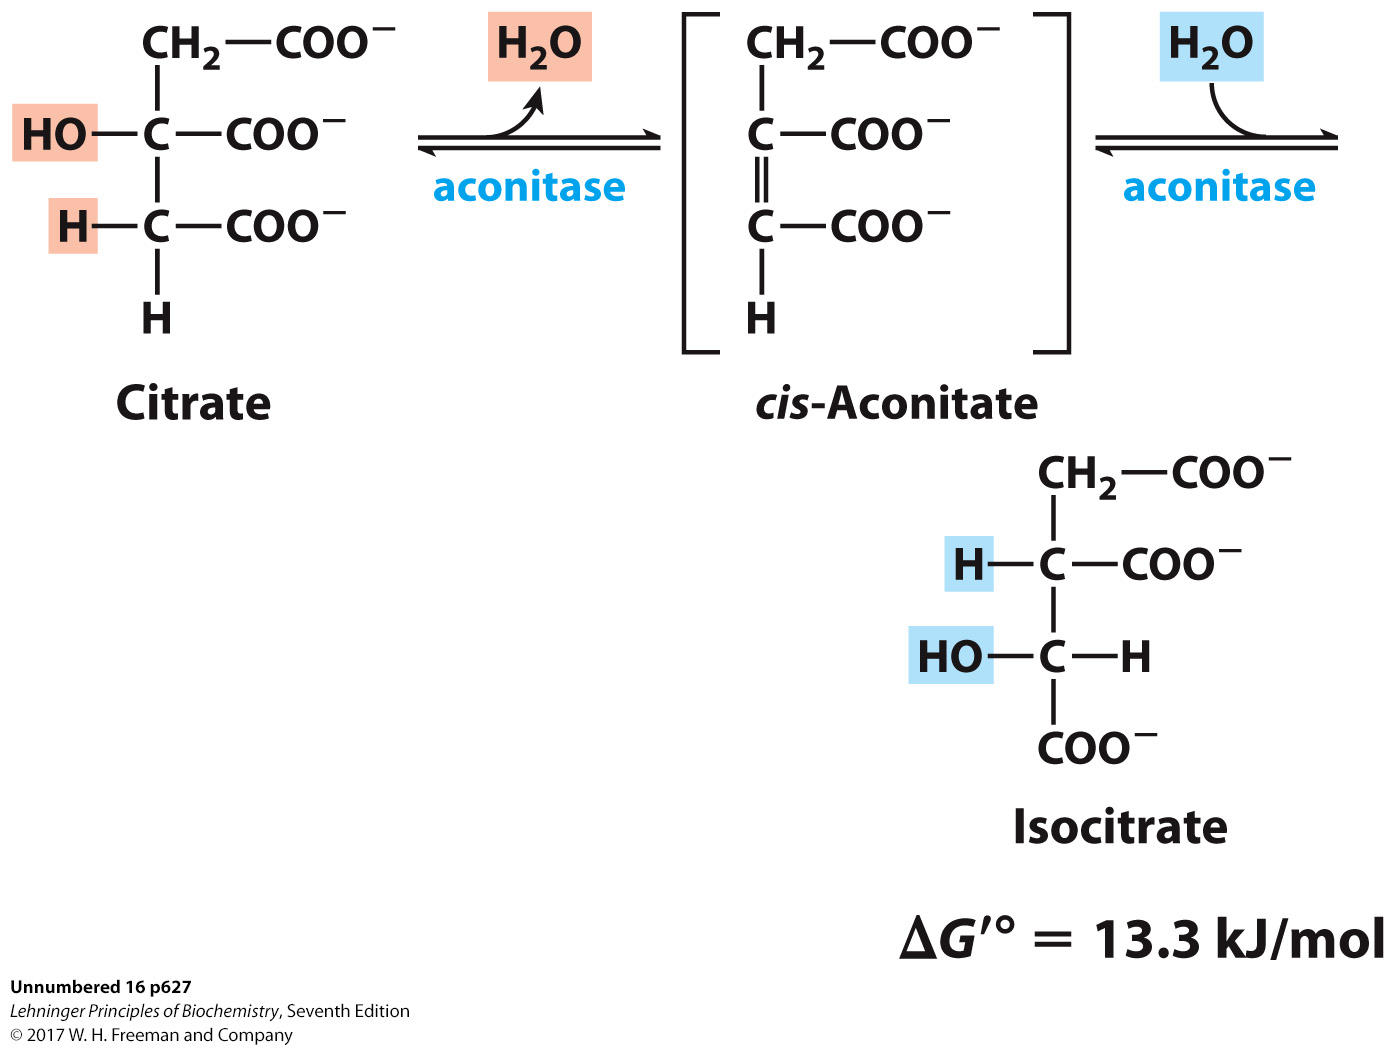 CH₂—COO⁻
HO—C—COO⁻
H—C—COO⁻
H
Citrate
H₂O
aconitase
CH₂—COO⁻
C—COO⁻
C—COO⁻
H
cis-Aconitate
H₂O
aconitase
CH₂—COO⁻
H—C—COO⁻
HO—C—H
COO⁻
Isocitrate
ΔG′° = 13.3 kJ/mol
Unnumbered 16 p627
Lehninger Principles of Biochemistry, Seventh Edition
© 2017 W. H. Freeman and Company